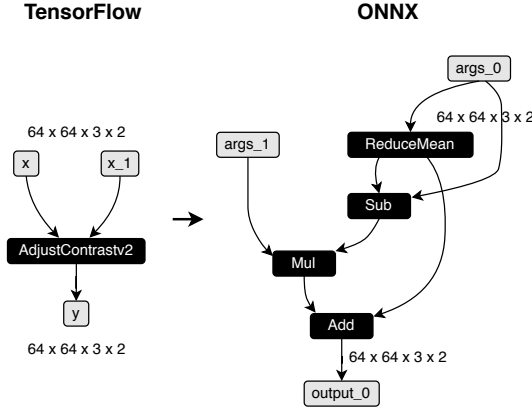 TensorFlow
ONNX
args_0
64 x 64 x 3 x 2
64 x 64 x 3 x 2
args_1
ReduceMean
x
x_1
Sub
AdjustContrastv2
Mul
y
Add
64 x 64 x 3 x 2
64 x 64 x 3 x 2
output_0